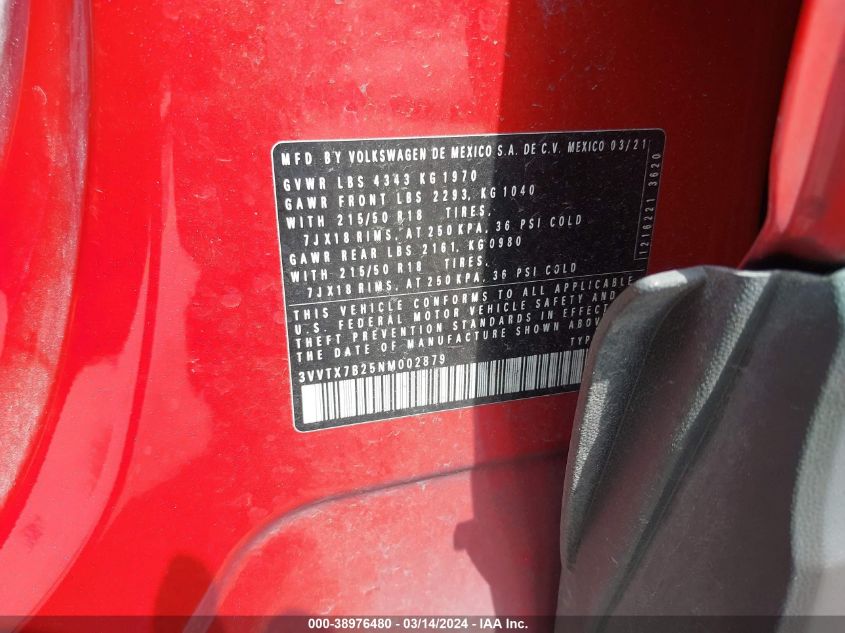 MFD BY VOLKSWAGEN DE MEXICO S.A. DE C.V. MEXICO 03/21
GVWR LBS 4343 KG 1970
GAWR FRONT LBS 2293, KG 1040
WITH 215/50 R18 TIRES,
7JX18 RIMS, AT 250 KPA, 36 PSI COLD
GAWR REAR LBS 2161, KG 0980
WITH 215/50 R18 TIRES,
7JX18 RIMS, AT 250 KPA, 36 PSI COLD
THIS VEHICLE CONFORMS TO ALL APPLICABLE
U.S. FEDERAL MOTOR VEHICLE SAFETY AND
THEFT PREVENTION STANDARDS IN EFFECT
THE DATE OF MANUFACTURE SHOWN ABOV
3VVTX7B25NM002879 TYP
1216221 3620
000-38976480 - 03/14/2024 - IAA Inc.